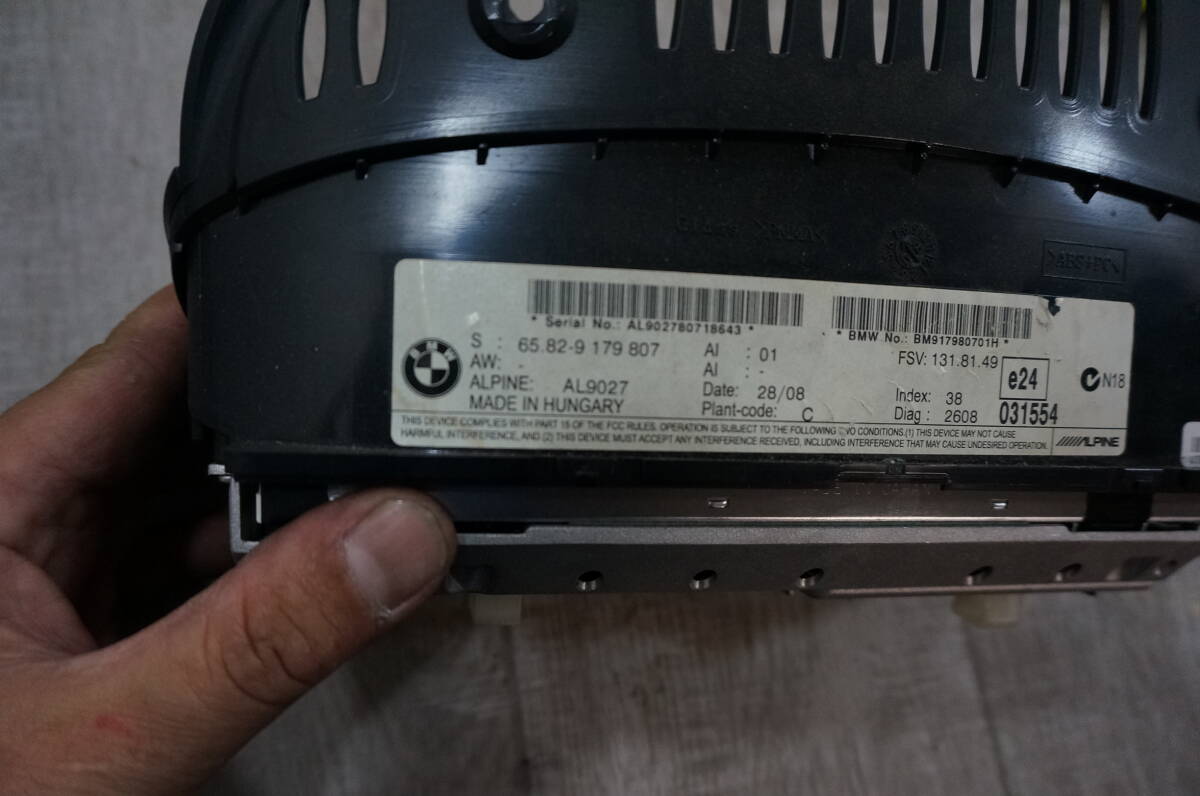 >ABS+PC<
* Serial No.: AL902780718643 *
* BMW No.: BM917980701H *
BMW
S : 65.82-9 179 807
AW: -
ALPINE: AL9027
MADE IN HUNGARY
AI : 01
AI : -
Date: 28/08
Plant-code: C
FSV: 131.81.49
Index: 38
Diag : 2608
e24
031554
N18
THIS DEVICE COMPLIES WITH PART 15 OF THE FCC RULES. OPERATION IS SUBJECT TO THE FOLLOWING CONDITIONS (1) THIS DEVICE MAY NOT CAUSE
HARMFUL INTERFERENCE, AND (2) THIS DEVICE MUST ACCEPT ANY INTERFERENCE RECEIVED, INCLUDING INTERFERENCE THAT MAY CAUSE UNDESIRED OPERATION.
ALPINE